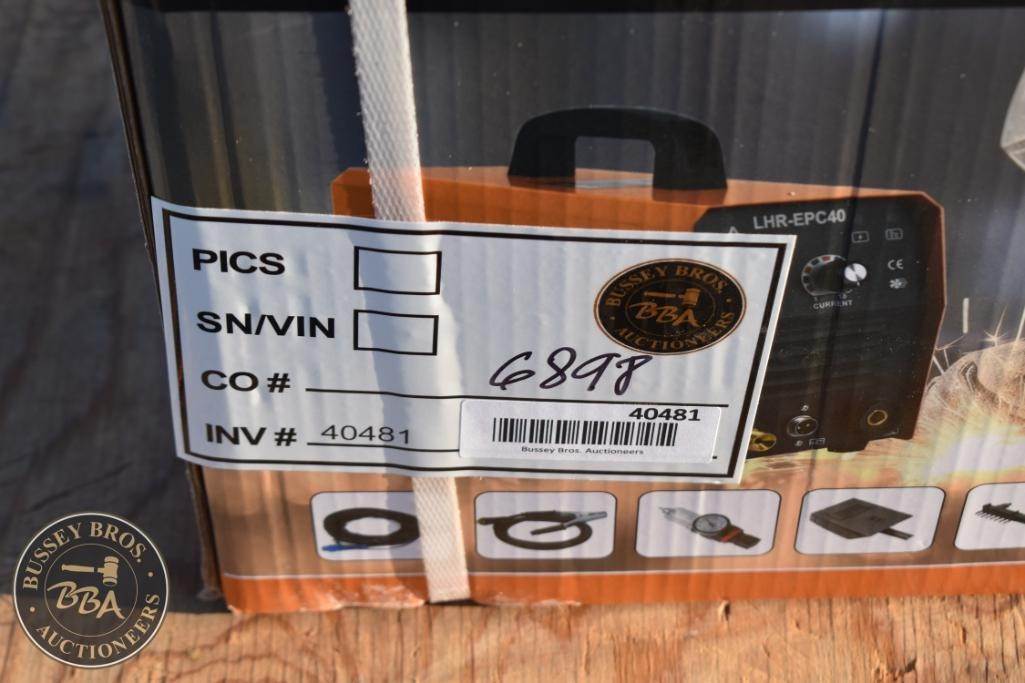 LHR-EPC40
CE
CURRENT
PICS
SN/VIN
CO # 6898
INV # 40481
BUSSEY BROS.
BBA
AUCTIONEERS
40481
Bussey Bros. Auctioneers
BUSSEY BROS.
BBA
AUCTIONEERS